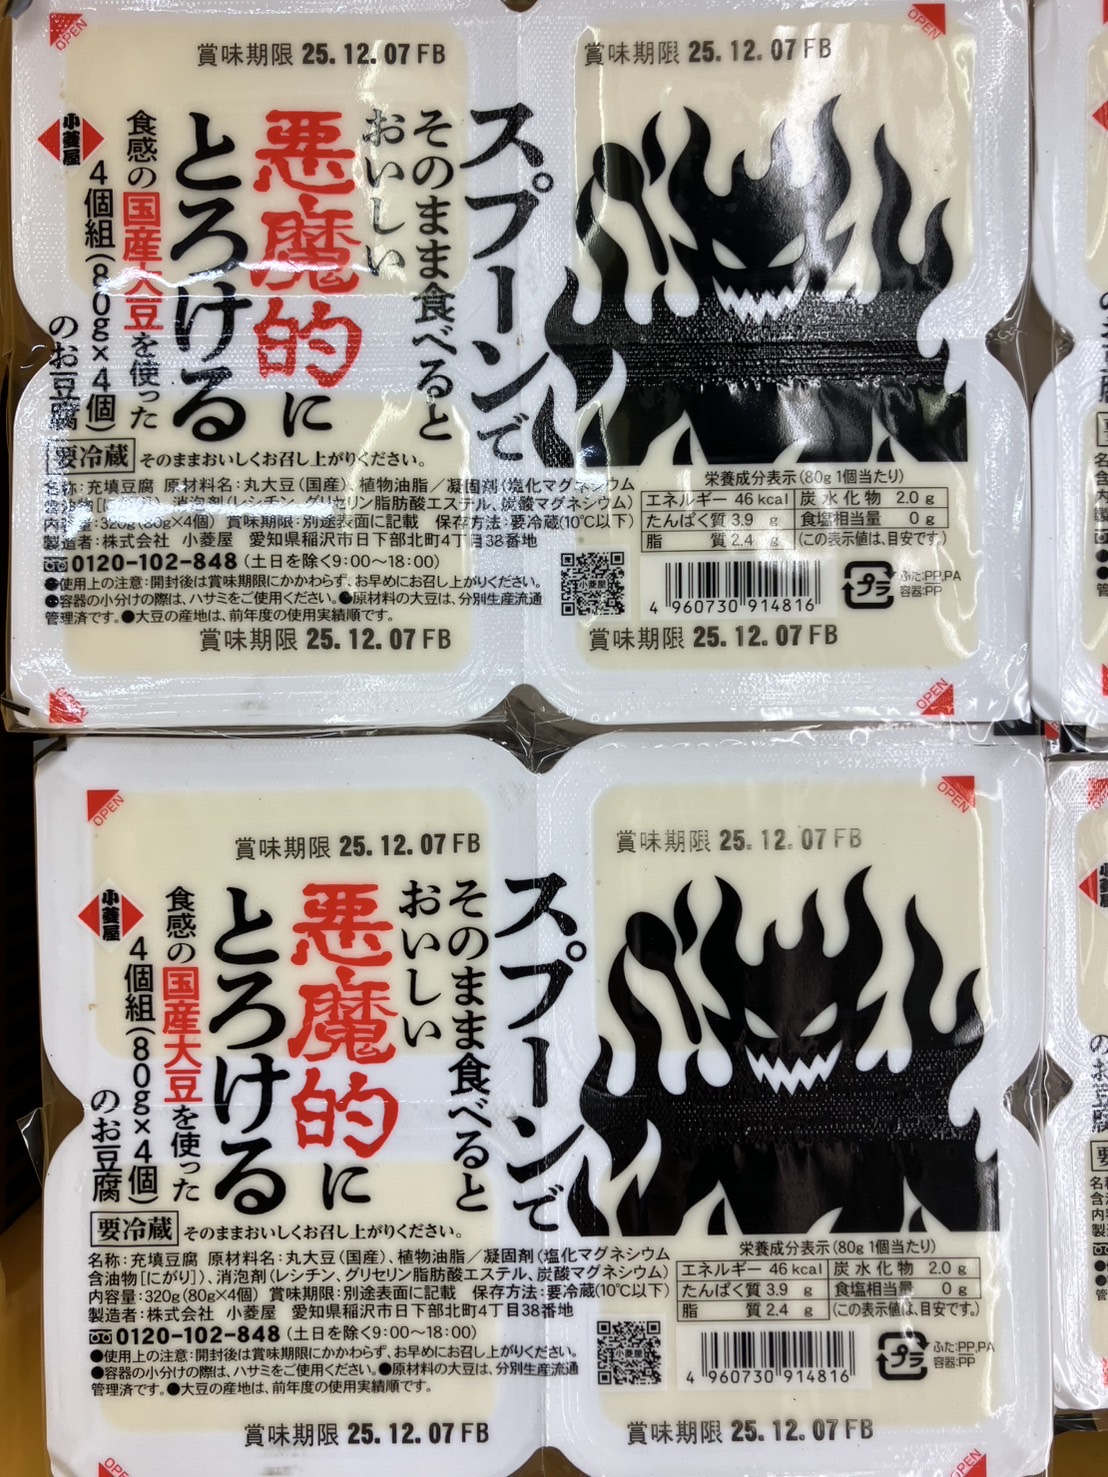 OPEN
OPEN
賞味期限 25.12.07 FB
賞味期限 25.12.07 FB
スプーンで
そのまま食べると
おいしい
悪魔的に
とろける
食感の国産大豆を使った
4個組(80g×4個)
のお豆腐
小菱屋
要冷蔵 そのままおいしくお召し上がりください。
名称:充填豆腐 原材料名:丸大豆(国産)、植物油脂/凝固剤(塩化マグネシウム
含油物[にがり])、消泡剤(レシチン、グリセリン脂肪酸エステル、炭酸マグネシウム)
内容量:320g(80g×4個) 賞味期限:別途表面に記載 保存方法:要冷蔵(10℃以下)
製造者:株式会社 小菱屋 愛知県稲沢市日下部北町4丁目38番地
0120-102-848(土日を除く9:00〜18:00)
●使用上の注意:開封後は賞味期限にかかわらず、お早めにお召し上がりください。
●容器の小分けの際は、ハサミをご使用ください。●原材料の大豆は、分別生産流通
管理済です。●大豆の産地は、前年度の使用実績順です。
小菱屋
栄養成分表示(80g 1個当たり)
エネルギー 46kcal 炭水化物 2.0g
たんぱく質 3.9g 食塩相当量 0g
脂質 2.4g (この表示値は、目安です。)
4 960730 914816
プラ
ふた:PP,PA
容器:PP
賞味期限 25.12.07 FB
賞味期限 25.12.07 FB
OPEN
OPEN
OPEN
OPEN
賞味期限 25.12.07 FB
賞味期限 25.12.07 FB
スプーンで
そのまま食べると
おいしい
悪魔的に
とろける
食感の国産大豆を使った
4個組(80g×4個)
のお豆腐
小菱屋
要冷蔵 そのままおいしくお召し上がりください。
名称:充填豆腐 原材料名:丸大豆(国産)、植物油脂/凝固剤(塩化マグネシウム
含油物[にがり])、消泡剤(レシチン、グリセリン脂肪酸エステル、炭酸マグネシウム)
内容量:320g(80g×4個) 賞味期限:別途表面に記載 保存方法:要冷蔵(10℃以下)
製造者:株式会社 小菱屋 愛知県稲沢市日下部北町4丁目38番地
0120-102-848(土日を除く9:00〜18:00)
●使用上の注意:開封後は賞味期限にかかわらず、お早めにお召し上がりください。
●容器の小分けの際は、ハサミをご使用ください。●原材料の大豆は、分別生産流通
管理済です。●大豆の産地は、前年度の使用実績順です。
小菱屋
栄養成分表示(80g 1個当たり)
エネルギー 46kcal 炭水化物 2.0g
たんぱく質 3.9g 食塩相当量 0g
脂質 2.4g (この表示値は、目安です。)
4 960730 914816
プラ
ふた:PP,PA
容器:PP
賞味期限 25.12.07 FB
賞味期限 25.12.07 FB
OPEN
OPEN
のお豆腐